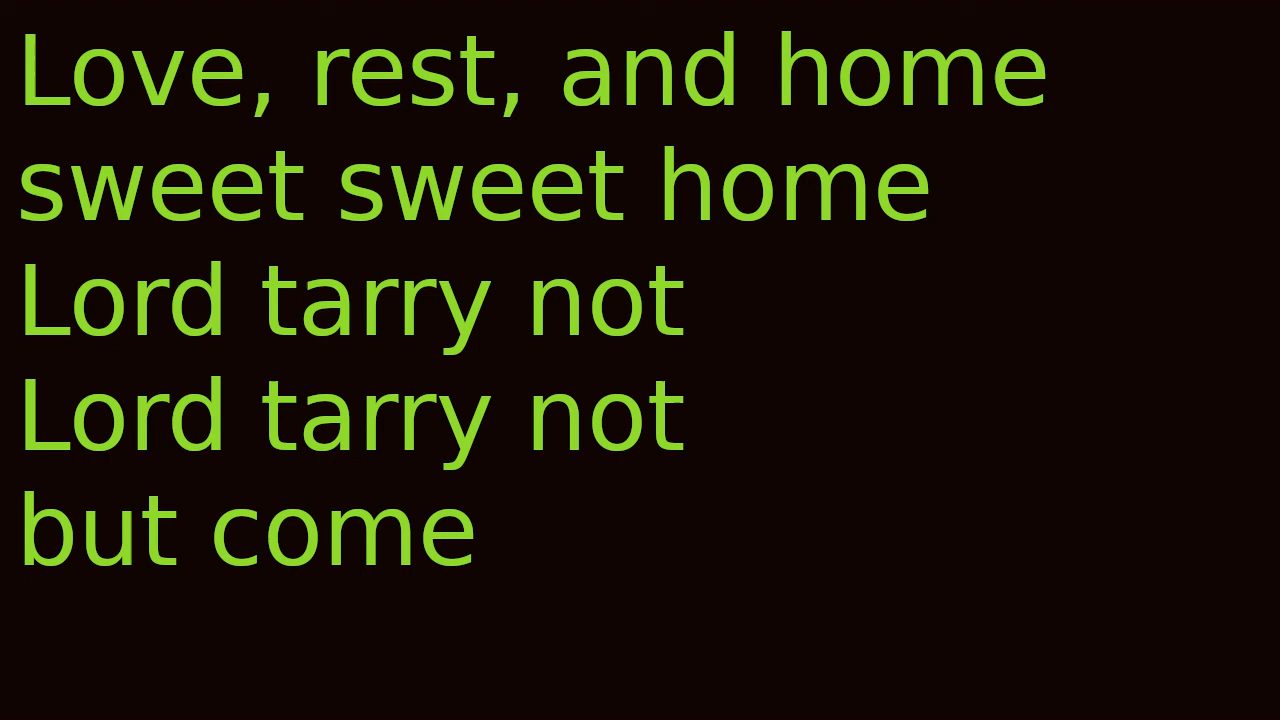 Love, rest, and home
sweet sweet home
Lord tarry not
Lord tarry not
but come